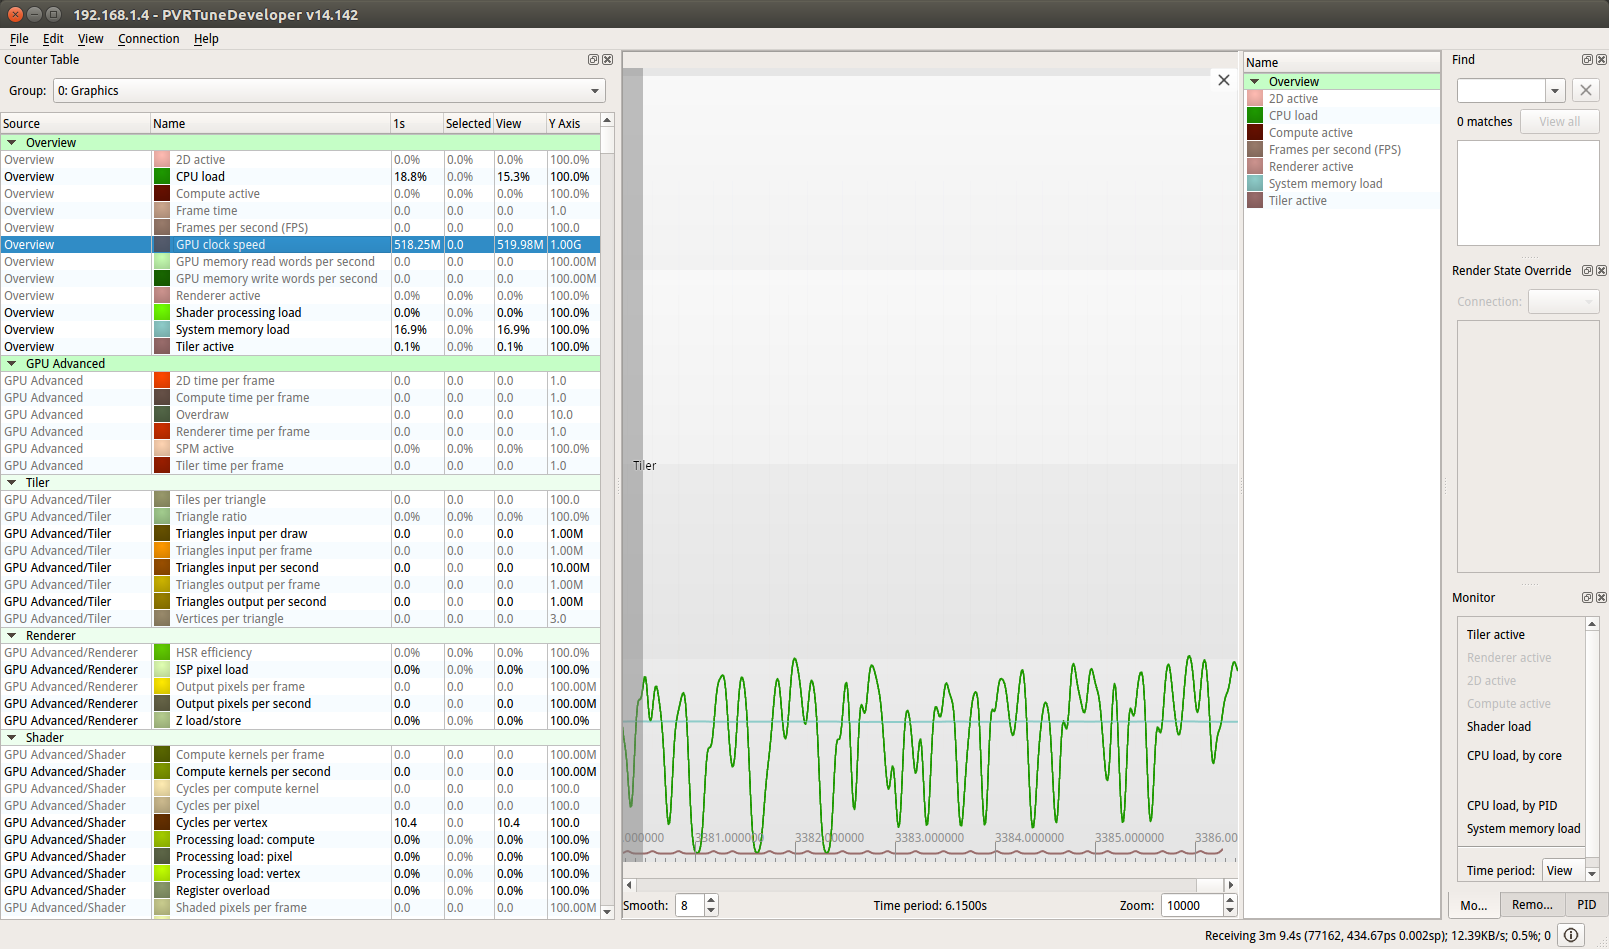 192.168.1.4 - PVRTuneDeveloper v14.142
File Edit View Connection Help
Counter Table
Group: 0: Graphics
Source Name 1s Selected View Y Axis
Overview
Overview 2D active 0.0% 0.0% 0.0% 100.0%
Overview CPU load 18.8% 0.0% 15.3% 100.0%
Overview Compute active 0.0% 0.0% 0.0% 100.0%
Overview Frame time 0.0 0.0 0.0 1.0
Overview Frames per second (FPS) 0.0 0.0 0.0 100.0
Overview GPU clock speed 518.25M 0.0 519.98M 1.00G
Overview GPU memory read words per second 0.0 0.0 0.0 100.00M
Overview GPU memory write words per second 0.0 0.0 0.0 100.00M
Overview Renderer active 0.0% 0.0% 0.0% 100.0%
Overview Shader processing load 0.0% 0.0% 0.0% 100.0%
Overview System memory load 16.9% 0.0% 16.9% 100.0%
Overview Tiler active 0.1% 0.0% 0.1% 100.0%
GPU Advanced
GPU Advanced 2D time per frame 0.0 0.0 0.0 1.0
GPU Advanced Compute time per frame 0.0 0.0 0.0 1.0
GPU Advanced Overdraw 0.0 0.0 0.0 10.0
GPU Advanced Renderer time per frame 0.0 0.0 0.0 1.0
GPU Advanced SPM active 0.0% 0.0% 0.0% 100.0%
GPU Advanced Tiler time per frame 0.0 0.0 0.0 1.0
Tiler
GPU Advanced/Tiler Tiles per triangle 0.0 0.0 0.0 100.0
GPU Advanced/Tiler Triangle ratio 0.0% 0.0% 0.0% 100.0%
GPU Advanced/Tiler Triangles input per draw 0.0 0.0 0.0 1.00M
GPU Advanced/Tiler Triangles input per frame 0.0 0.0 0.0 1.00M
GPU Advanced/Tiler Triangles input per second 0.0 0.0 0.0 10.00M
GPU Advanced/Tiler Triangles output per frame 0.0 0.0 0.0 1.00M
GPU Advanced/Tiler Triangles output per second 0.0 0.0 0.0 1.00M
GPU Advanced/Tiler Vertices per triangle 0.0 0.0 0.0 3.0
Renderer
GPU Advanced/Renderer HSR efficiency 0.0% 0.0% 0.0% 100.0%
GPU Advanced/Renderer ISP pixel load 0.0% 0.0% 0.0% 100.0%
GPU Advanced/Renderer Output pixels per frame 0.0 0.0 0.0 100.00M
GPU Advanced/Renderer Output pixels per second 0.0 0.0 0.0 100.00M
GPU Advanced/Renderer Z load/store 0.0% 0.0% 0.0% 100.0%
Shader
GPU Advanced/Shader Compute kernels per frame 0.0 0.0 0.0 100.00M
GPU Advanced/Shader Compute kernels per second 0.0 0.0 0.0 100.00M
GPU Advanced/Shader Cycles per compute kernel 0.0 0.0 0.0 100.0
GPU Advanced/Shader Cycles per pixel 0.0 0.0 0.0 100.0
GPU Advanced/Shader Cycles per vertex 10.4 0.0 10.4 100.0
GPU Advanced/Shader Processing load: compute 0.0% 0.0% 0.0% 100.0%
GPU Advanced/Shader Processing load: pixel 0.0% 0.0% 0.0% 100.0%
GPU Advanced/Shader Processing load: vertex 0.0% 0.0% 0.0% 100.0%
GPU Advanced/Shader Register overload 0.0% 0.0% 0.0% 100.0%
GPU Advanced/Shader Shaded pixels per frame 0.0 0.0 0.0 100.00M
Tiler
.000000 3381.000000 3382.000000 3383.000000 3384.000000 3385.000000 3386.00
Smooth: 8 Time period: 6.1500s Zoom: 10000
Name
Overview
2D active
CPU load
Compute active
Frames per second (FPS)
Renderer active
System memory load
Tiler active
Find
0 matches View all
Render State Override
Connection:
Monitor
Tiler active
Renderer active
2D active
Compute active
Shader load
CPU load, by core
CPU load, by PID
System memory load
Time period: View
Mo... Remo... PID
Receiving 3m 9.4s (77162, 434.67ps 0.002sp); 12.39KB/s; 0.5%; 0